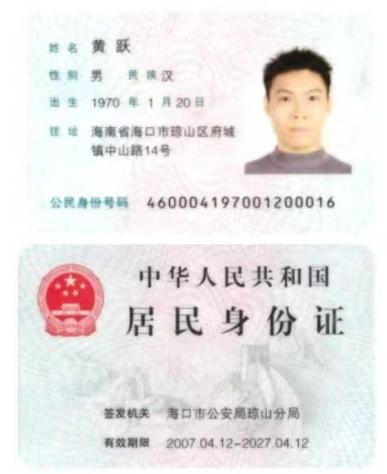 姓名 黄跃
性别 男 民族 汉
出生 1970 年 1 月 20 日
住址 海南省海口市琼山区府城
镇中山路14号
公民身份号码 460004197001200016
中华人民共和国
居民身份证
签发机关 海口市公安局琼山分局
有效期限 2007.04.12-2027.04.12